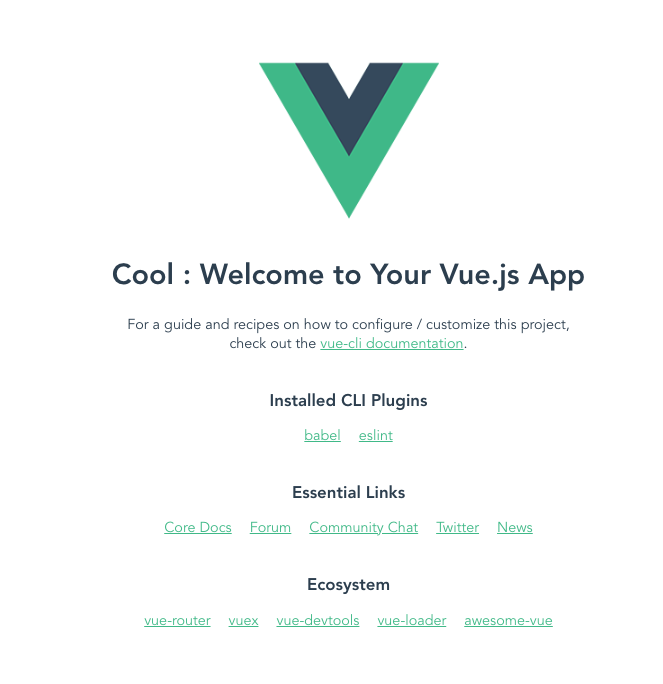 Cool : Welcome to Your Vue.js App
For a guide and recipes on how to configure / customize this project,
check out the vue-cli documentation.
Installed CLI Plugins
babel eslint
Essential Links
Core Docs Forum Community Chat Twitter News
Ecosystem
vue-router vuex vue-devtools vue-loader awesome-vue